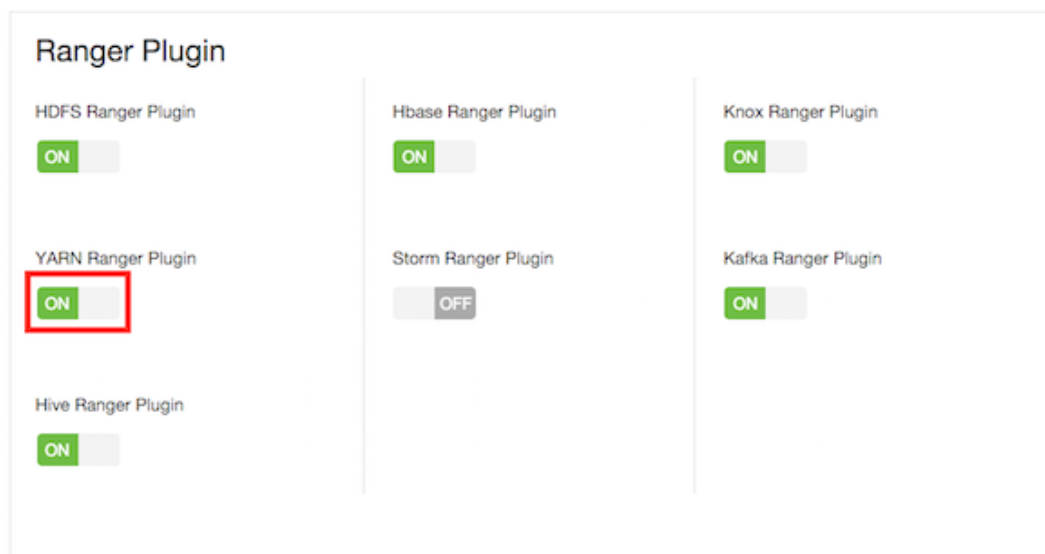 Ranger Plugin
HDFS Ranger Plugin
ON
Hbase Ranger Plugin
ON
Knox Ranger Plugin
ON
YARN Ranger Plugin
ON
Storm Ranger Plugin
OFF
Kafka Ranger Plugin
ON
Hive Ranger Plugin
ON